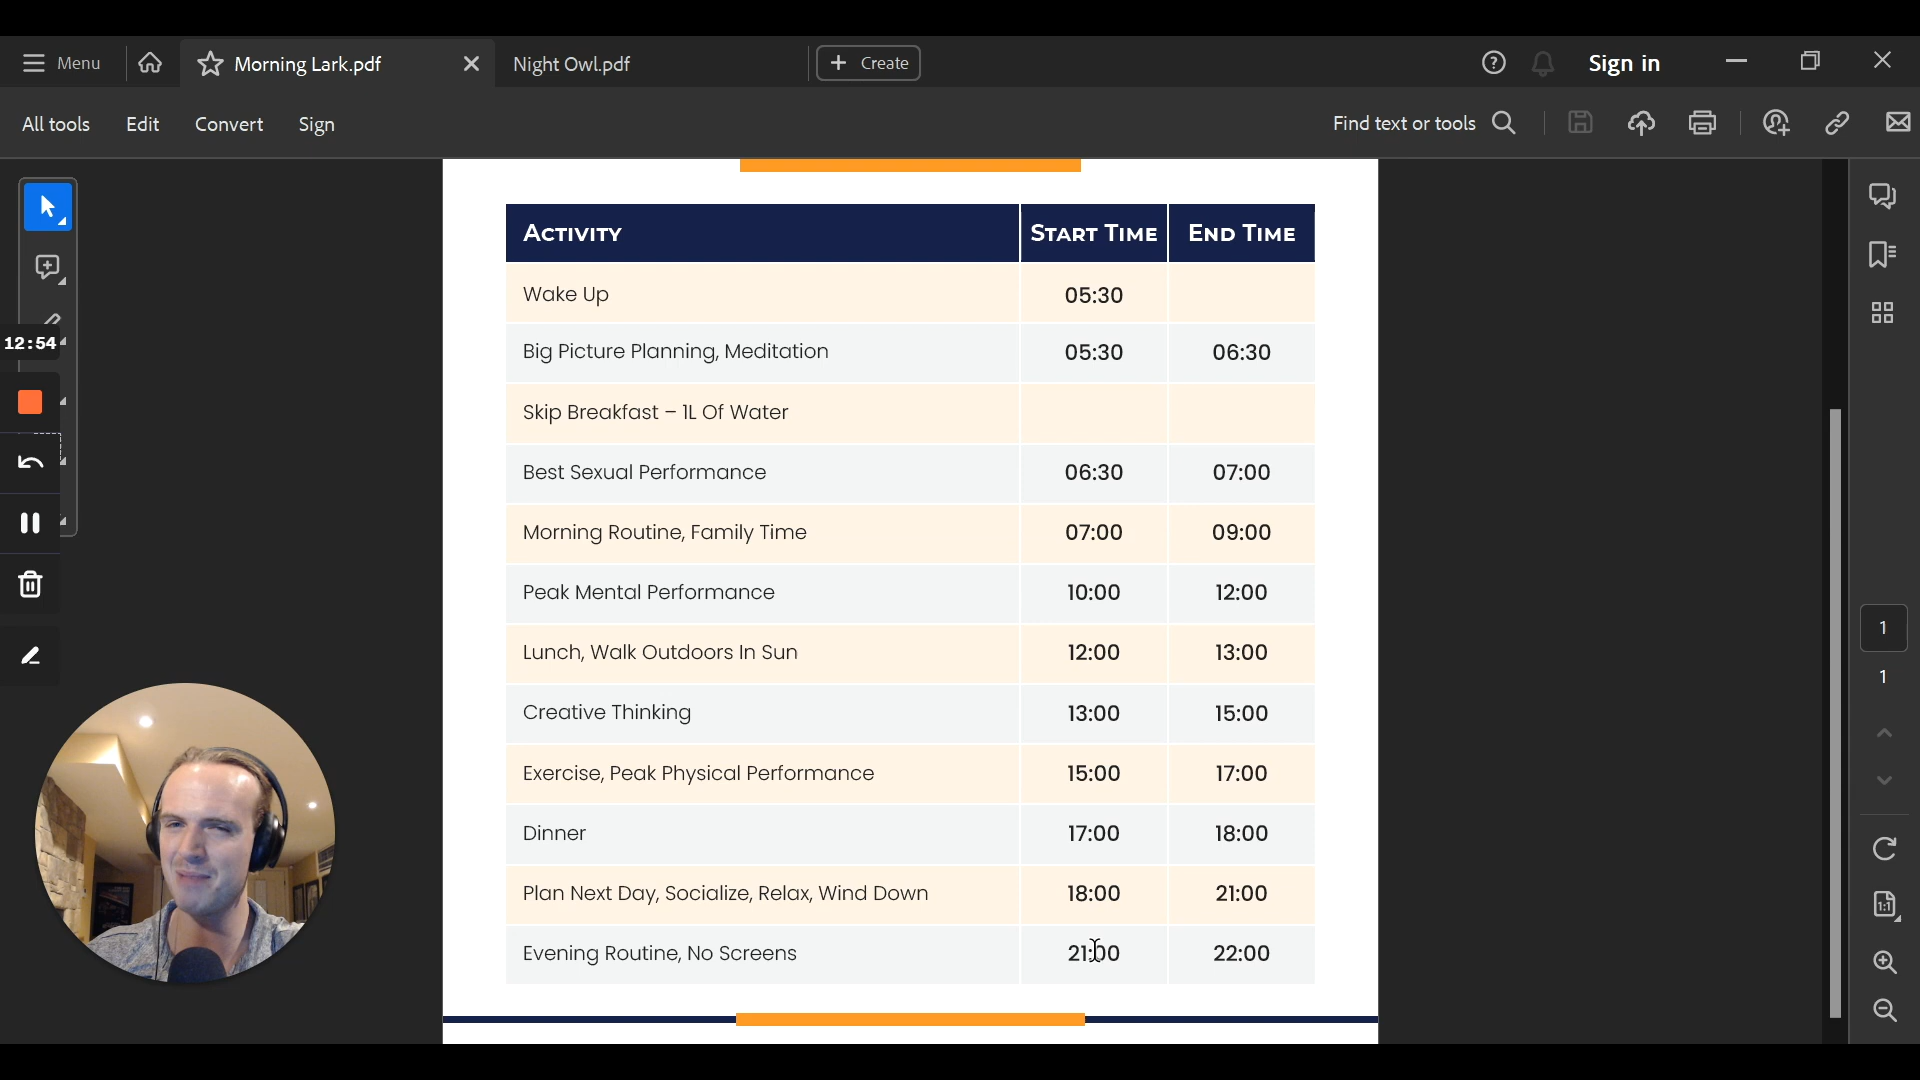 Menu
Morning Lark.pdf
Night Owl.pdf
Create
Sign in
All tools
Edit
Convert
Sign
Find text or tools
ACTIVITY START TIME END TIME
Wake Up 05:30
Big Picture Planning, Meditation 05:30 06:30
Skip Breakfast – 1L Of Water
Best Sexual Performance 06:30 07:00
Morning Routine, Family Time 07:00 09:00
Peak Mental Performance 10:00 12:00
Lunch, Walk Outdoors In Sun 12:00 13:00
Creative Thinking 13:00 15:00
Exercise, Peak Physical Performance 15:00 17:00
Dinner 17:00 18:00
Plan Next Day, Socialize, Relax, Wind Down 18:00 21:00
Evening Routine, No Screens 21:00 22:00
12:54
1
1
1:1